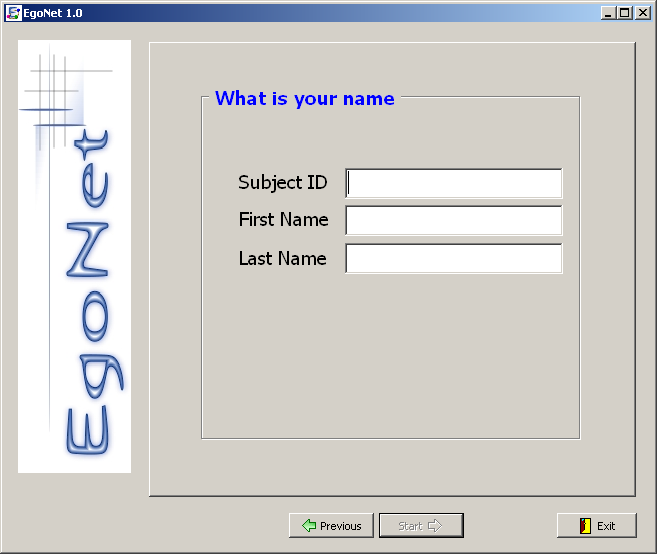 EgoNet 1.0
EgoNet
What is your name
Subject ID
First Name
Last Name
Previous
Start
Exit